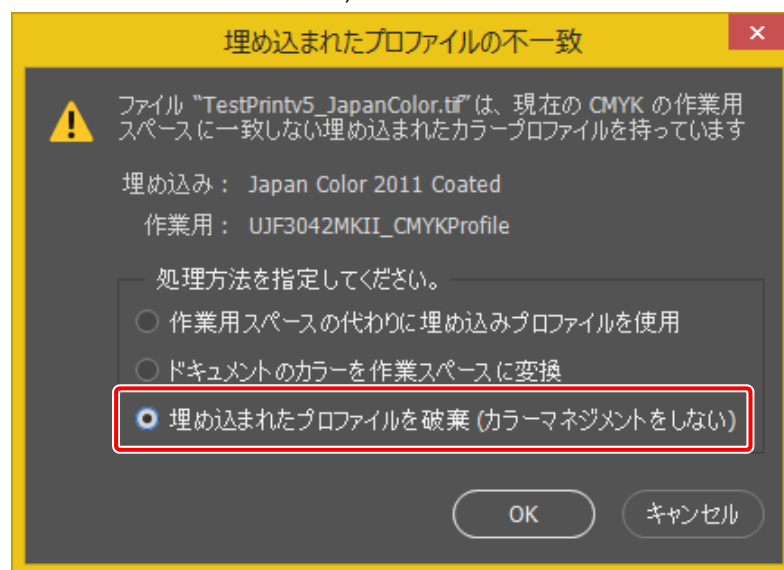 埋め込まれたプロファイルの不一致
ファイル "TestPrintv5_JapanColor.tif"は、現在の CMYK の作業用
スペースに一致しない埋め込まれたカラープロファイルを持っています
埋め込み： Japan Color 2011 Coated
作業用： UJF3042MKII_CMYKProfile
処理方法を指定してください。
作業用スペースの代わりに埋め込みプロファイルを使用
ドキュメントのカラーを作業スペースに変換
埋め込まれたプロファイルを破棄 (カラーマネジメントをしない)
OK
キャンセル